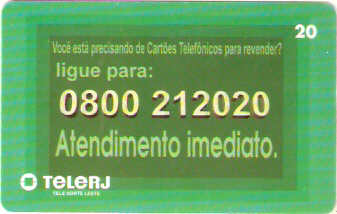 20
Você está precisando de Cartões Telefônicos para revender?
ligue para:
0800 212020
Atendimento imediato.
TELERJ
TELE NORTE LESTE